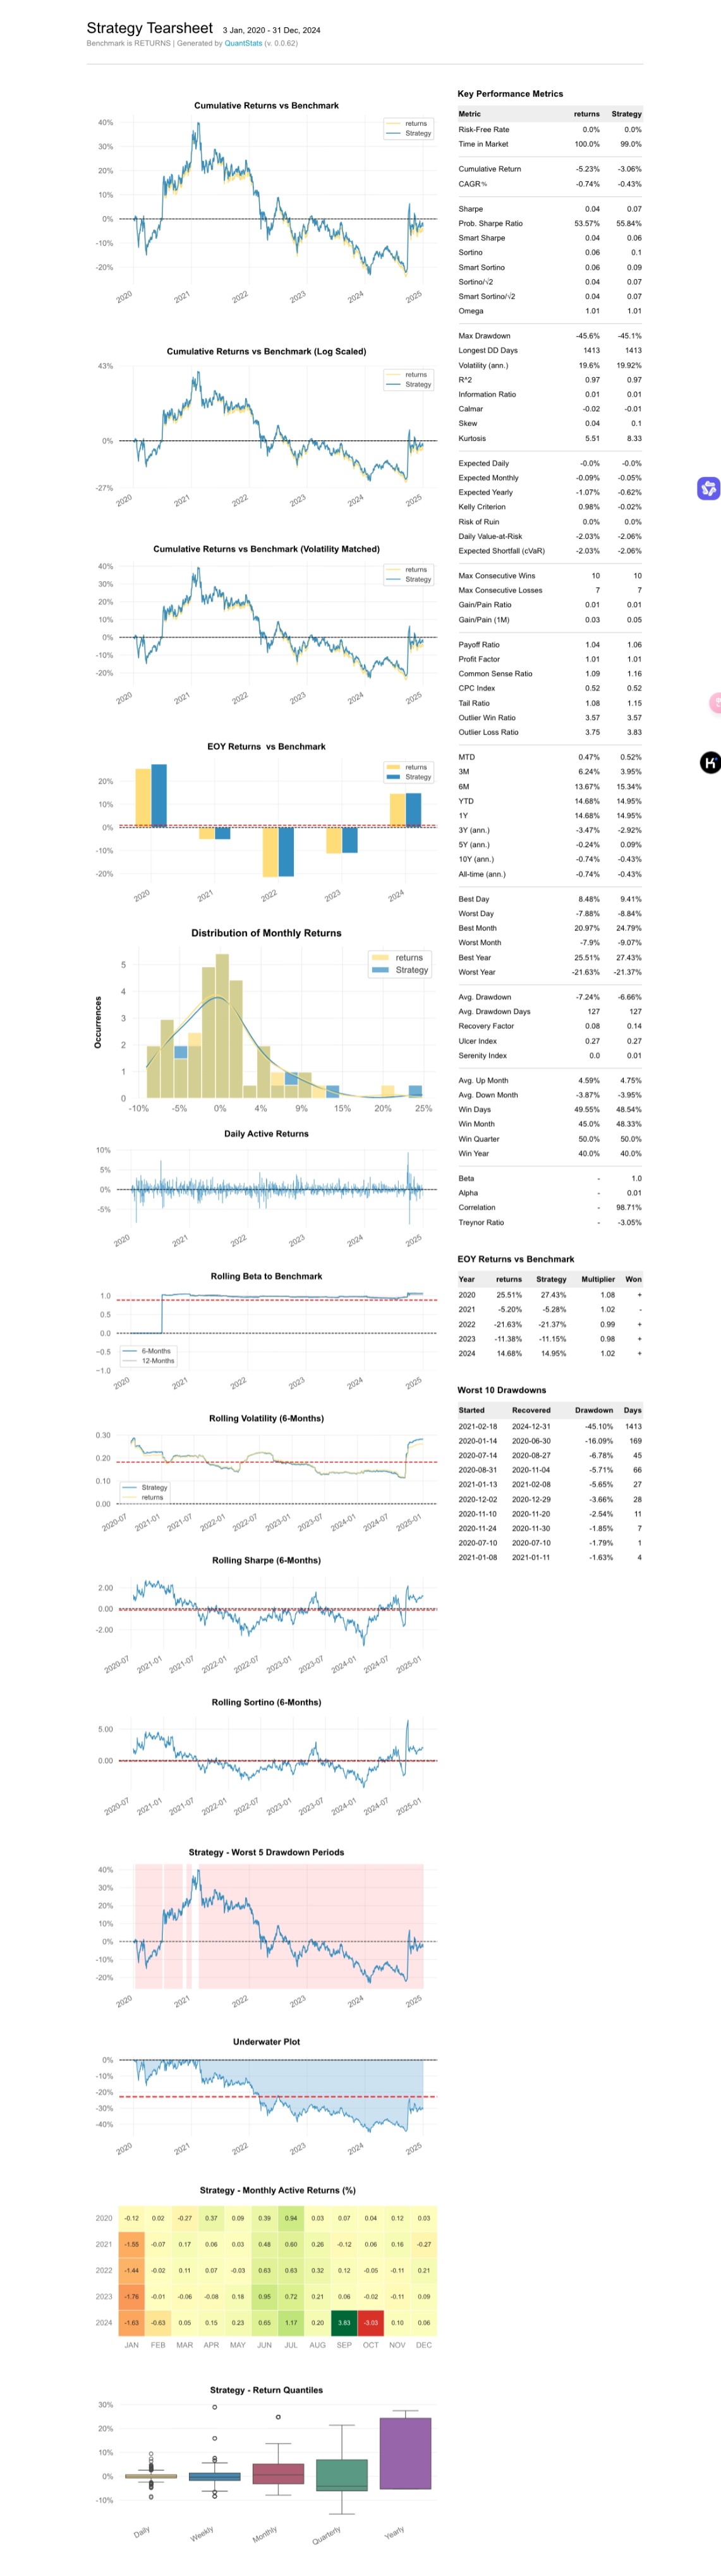 Strategy Tearsheet 3 Jan, 2020 - 31 Dec, 2024
Benchmark is RETURNS | Generated by QuantStats (v. 0.0.62)
Cumulative Returns vs Benchmark
returns
Strategy
40%
30%
20%
10%
0%
-10%
-20%
2020
2021
2022
2023
2024
2025
Cumulative Returns vs Benchmark (Log Scaled)
returns
Strategy
43%
0%
-27%
2020
2021
2022
2023
2024
2025
Cumulative Returns vs Benchmark (Volatility Matched)
returns
Strategy
40%
30%
20%
10%
0%
-10%
-20%
2020
2021
2022
2023
2024
2025
EOY Returns vs Benchmark
returns
Strategy
20%
10%
0%
-10%
-20%
2020
2021
2022
2023
2024
Distribution of Monthly Returns
returns
Strategy
Occurrences
5
4
3
2
1
0
-10% -5% 0% 4% 9% 15% 20% 25%
Daily Active Returns
10%
5%
0%
-5%
2020
2021
2022
2023
2024
2025
Rolling Beta to Benchmark
1.0
0.5
0.0
−0.5
−1.0
6-Months
12-Months
2020
2021
2022
2023
2024
2025
Rolling Volatility (6-Months)
0.30
0.20
0.10
0.00
Strategy
returns
2020-07
2021-01
2021-07
2022-01
2022-07
2023-01
2023-07
2024-01
2024-07
2025-01
Rolling Sharpe (6-Months)
2.00
0.00
-2.00
2020-07
2021-01
2021-07
2022-01
2022-07
2023-01
2023-07
2024-01
2024-07
2025-01
Rolling Sortino (6-Months)
5.00
0.00
2020-07
2021-01
2021-07
2022-01
2022-07
2023-01
2023-07
2024-01
2024-07
2025-01
Strategy - Worst 5 Drawdown Periods
40%
30%
20%
10%
0%
-10%
-20%
2020
2021
2022
2023
2024
2025
Underwater Plot
0%
-10%
-20%
-30%
-40%
2020
2021
2022
2023
2024
2025
Strategy - Monthly Active Returns (%)
2020 -0.12 0.02 -0.27 0.37 0.09 0.39 0.94 0.03 0.07 0.04 0.12 0.03
2021 -1.55 -0.07 0.17 0.06 0.03 0.48 0.60 0.26 -0.12 0.06 0.16 -0.27
2022 -1.44 -0.02 0.11 0.07 -0.03 0.63 0.63 0.32 0.12 -0.05 -0.11 0.21
2023 -1.76 -0.01 -0.06 -0.08 0.18 0.95 0.72 0.21 0.06 -0.02 -0.11 0.09
2024 -1.63 -0.63 0.05 0.15 0.23 0.65 1.17 0.20 3.83 -3.03 0.10 0.06
JAN FEB MAR APR MAY JUN JUL AUG SEP OCT NOV DEC
Strategy - Return Quantiles
30%
20%
10%
0%
-10%
Daily
Weekly
Monthly
Quarterly
Yearly
Key Performance Metrics
Metric returns Strategy
Risk-Free Rate 0.0% 0.0%
Time in Market 100.0% 99.0%
Cumulative Return -5.23% -3.06%
CAGR﹪ -0.74% -0.43%
Sharpe 0.04 0.07
Prob. Sharpe Ratio 53.57% 55.84%
Smart Sharpe 0.04 0.06
Sortino 0.06 0.1
Smart Sortino 0.06 0.09
Sortino/√2 0.04 0.07
Smart Sortino/√2 0.04 0.07
Omega 1.01 1.01
Max Drawdown -45.6% -45.1%
Longest DD Days 1413 1413
Volatility (ann.) 19.6% 19.92%
R^2 0.97 0.97
Information Ratio 0.01 0.01
Calmar -0.02 -0.01
Skew 0.04 0.1
Kurtosis 5.51 8.33
Expected Daily -0.0% -0.0%
Expected Monthly -0.09% -0.05%
Expected Yearly -1.07% -0.62%
Kelly Criterion 0.98% -0.02%
Risk of Ruin 0.0% 0.0%
Daily Value-at-Risk -2.03% -2.06%
Expected Shortfall (cVaR) -2.03% -2.06%
Max Consecutive Wins 10 10
Max Consecutive Losses 7 7
Gain/Pain Ratio 0.01 0.01
Gain/Pain (1M) 0.03 0.05
Payoff Ratio 1.04 1.06
Profit Factor 1.01 1.01
Common Sense Ratio 1.09 1.16
CPC Index 0.52 0.52
Tail Ratio 1.08 1.15
Outlier Win Ratio 3.57 3.57
Outlier Loss Ratio 3.75 3.83
MTD 0.47% 0.52%
3M 6.24% 3.95%
6M 13.67% 15.34%
YTD 14.68% 14.95%
1Y 14.68% 14.95%
3Y (ann.) -3.47% -2.92%
5Y (ann.) -0.24% 0.09%
10Y (ann.) -0.74% -0.43%
All-time (ann.) -0.74% -0.43%
Best Day 8.48% 9.41%
Worst Day -7.88% -8.84%
Best Month 20.97% 24.79%
Worst Month -7.9% -9.07%
Best Year 25.51% 27.43%
Worst Year -21.63% -21.37%
Avg. Drawdown -7.24% -6.66%
Avg. Drawdown Days 127 127
Recovery Factor 0.08 0.14
Ulcer Index 0.27 0.27
Serenity Index 0.0 0.01
Avg. Up Month 4.59% 4.75%
Avg. Down Month -3.87% -3.95%
Win Days 49.55% 48.54%
Win Month 45.0% 48.33%
Win Quarter 50.0% 50.0%
Win Year 40.0% 40.0%
Beta - 1.0
Alpha - 0.01
Correlation - 98.71%
Treynor Ratio - -3.05%
EOY Returns vs Benchmark
Year returns Strategy Multiplier Won
2020 25.51% 27.43% 1.08 +
2021 -5.20% -5.28% 1.02 -
2022 -21.63% -21.37% 0.99 +
2023 -11.38% -11.15% 0.98 +
2024 14.68% 14.95% 1.02 +
Worst 10 Drawdowns
Started Recovered Drawdown Days
2021-02-18 2024-12-31 -45.10% 1413
2020-01-14 2020-06-30 -16.09% 169
2020-07-14 2020-08-27 -6.78% 45
2020-08-31 2020-11-04 -5.71% 66
2021-01-13 2021-02-08 -5.65% 27
2020-12-02 2020-12-29 -3.66% 28
2020-11-10 2020-11-20 -2.54% 11
2020-11-24 2020-11-30 -1.85% 7
2020-07-10 2020-07-10 -1.79% 1
2021-01-08 2021-01-11 -1.63% 4